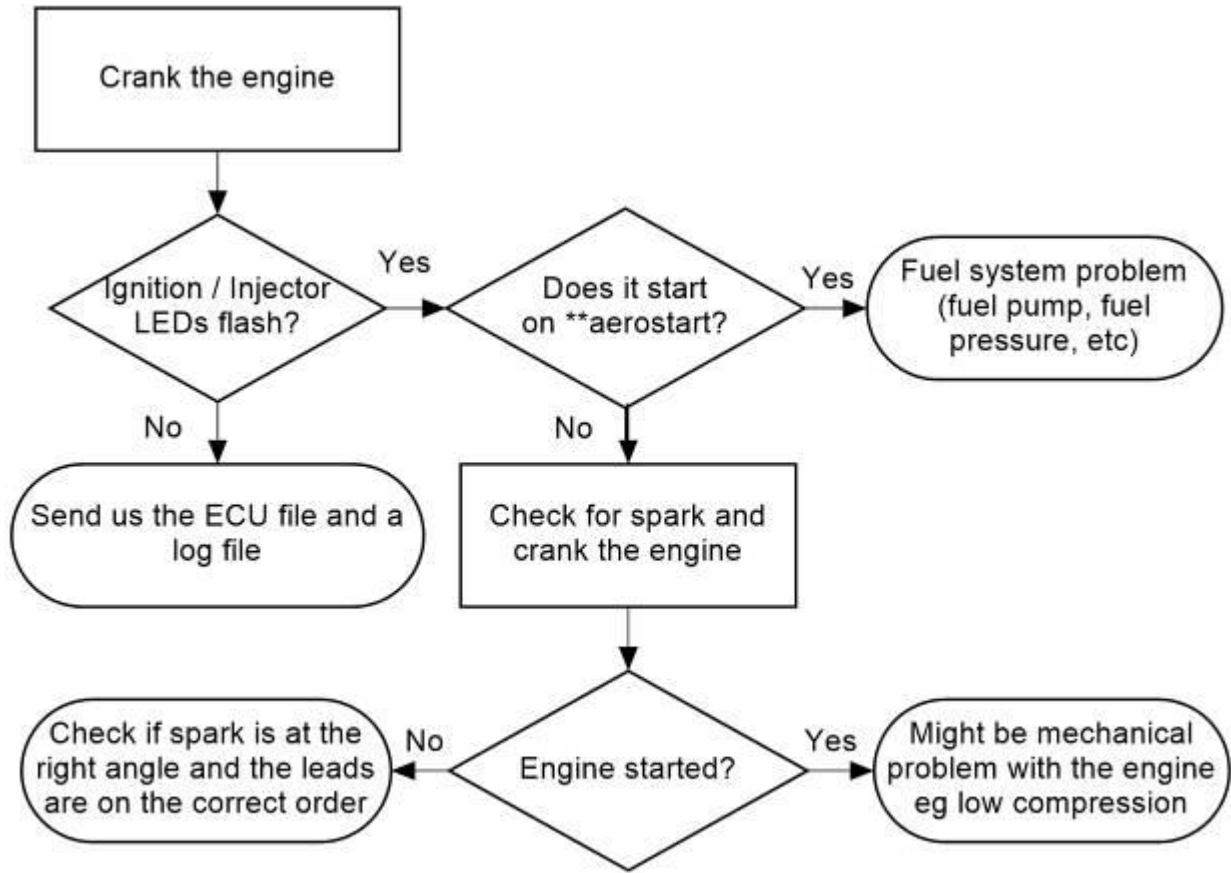 Crank the engine
Ignition / Injector
LEDs flash?
Yes
Does it start
on **aerostart?
Yes
Fuel system problem
(fuel pump, fuel
pressure, etc)
No
Send us the ECU file and a
log file
No
Check for spark and
crank the engine
Engine started?
No
Check if spark is at the
right angle and the leads
are on the correct order
Yes
Might be mechanical
problem with the engine
eg low compression